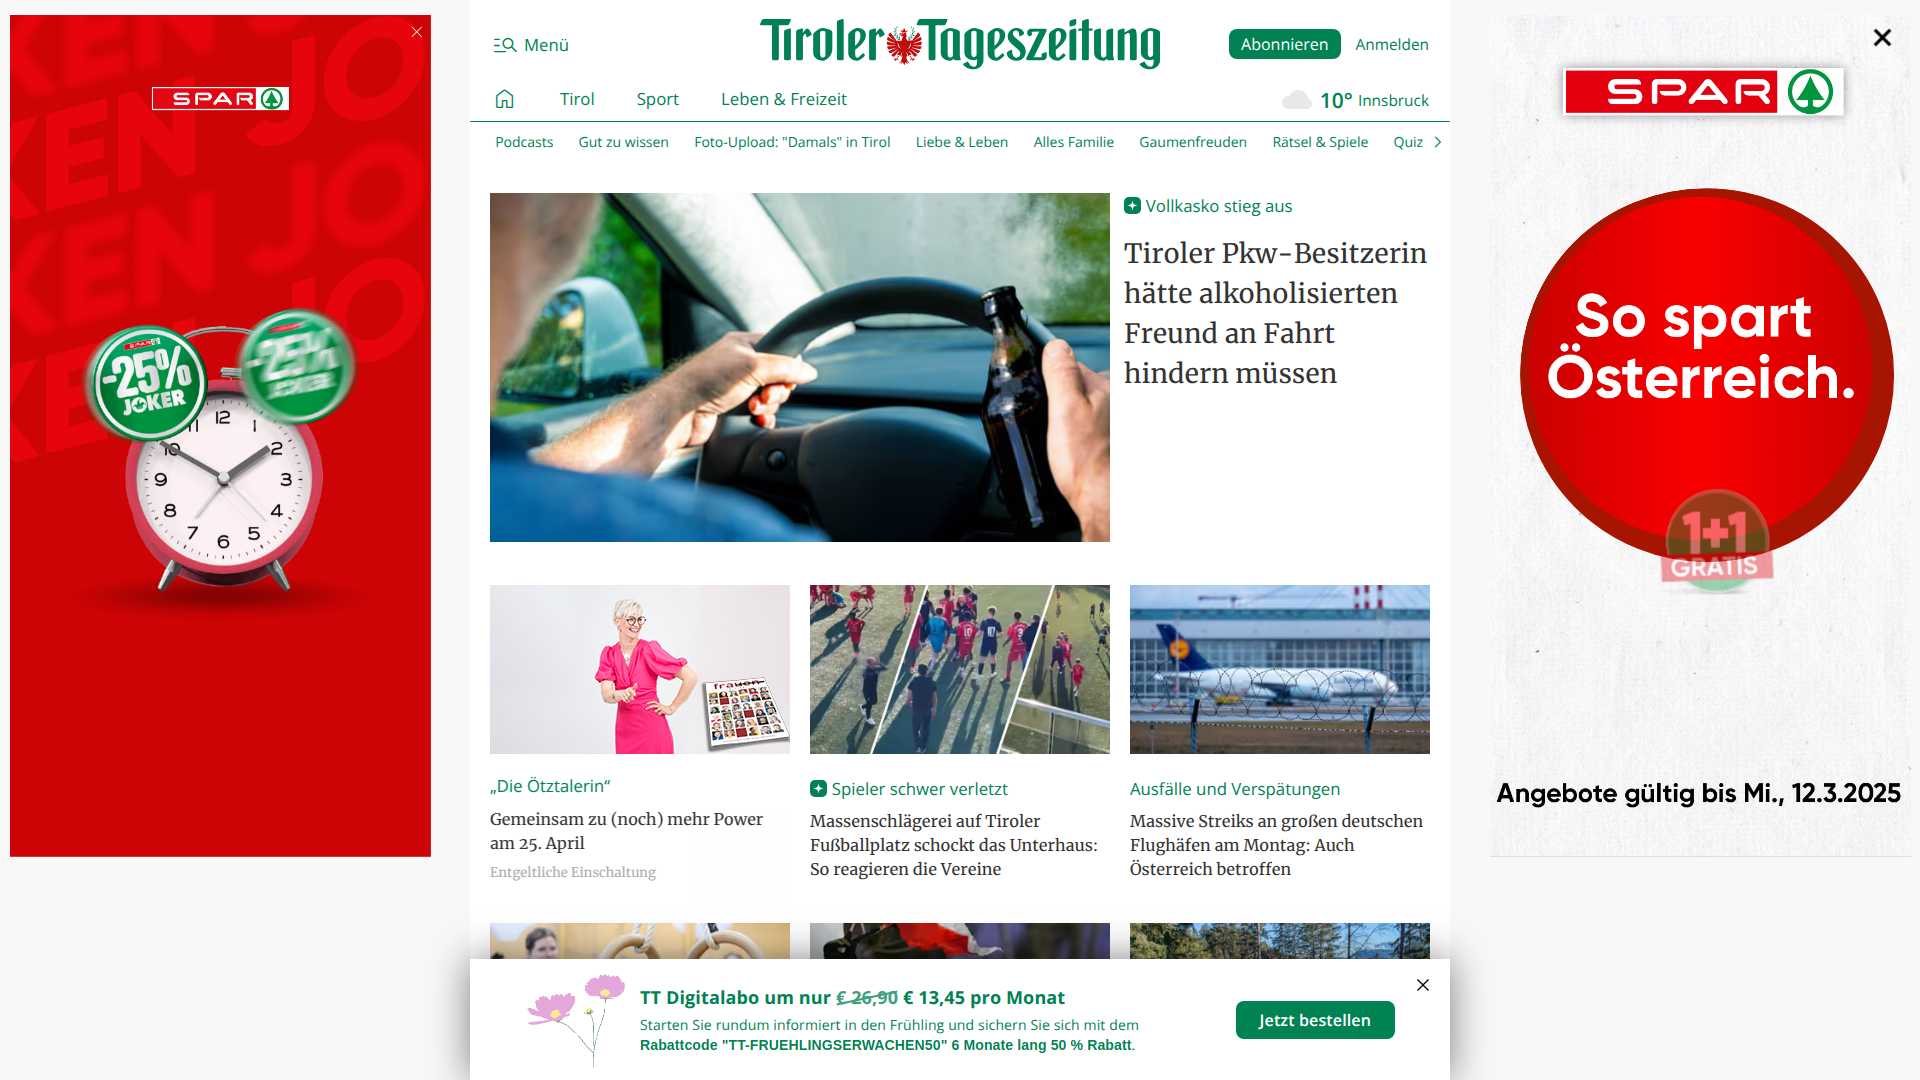 Menü
Tiroler Tageszeitung
Abonnieren
Anmelden
Tirol
Sport
Leben & Freizeit
10° Innsbruck
Podcasts
Gut zu wissen
Foto-Upload: "Damals" in Tirol
Liebe & Leben
Alles Familie
Gaumenfreuden
Rätsel & Spiele
Quiz
SPAR
-25%
JOKER
-25%
JOKER
12
1
2
3
4
5
6
7
8
9
10
11
Vollkasko stieg aus
Tiroler Pkw-Besitzerin
hätte alkoholisierten
Freund an Fahrt
hindern müssen
„Die Ötztalerin“
Gemeinsam zu (noch) mehr Power
am 25. April
Entgeltliche Einschaltung
Spieler schwer verletzt
Massenschlägerei auf Tiroler
Fußballplatz schockt das Unterhaus:
So reagieren die Vereine
Ausfälle und Verspätungen
Massive Streiks an großen deutschen
Flughäfen am Montag: Auch
Österreich betroffen
SPAR
So spart
Österreich.
1+1
GRATIS
Angebote gültig bis Mi., 12.3.2025
TT Digitalabo um nur € 26,90 € 13,45 pro Monat
Starten Sie rundum informiert in den Frühling und sichern Sie sich mit dem
Rabattcode "TT-FRUEHLINGSERWACHEN50" 6 Monate lang 50 % Rabatt.
Jetzt bestellen